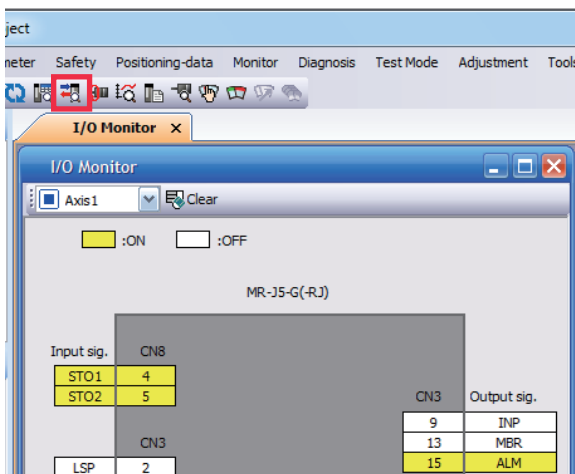 ject
meter Safety Positioning-data Monitor Diagnosis Test Mode Adjustment Tools
I/O Monitor x
I/O Monitor
Axis1 Clear
:ON :OFF
MR-J5-G(-RJ)
Input sig. CN8
STO1 4
STO2 5
CN3 Output sig.
9 INP
CN3 13 MBR
LSP 2 15 ALM